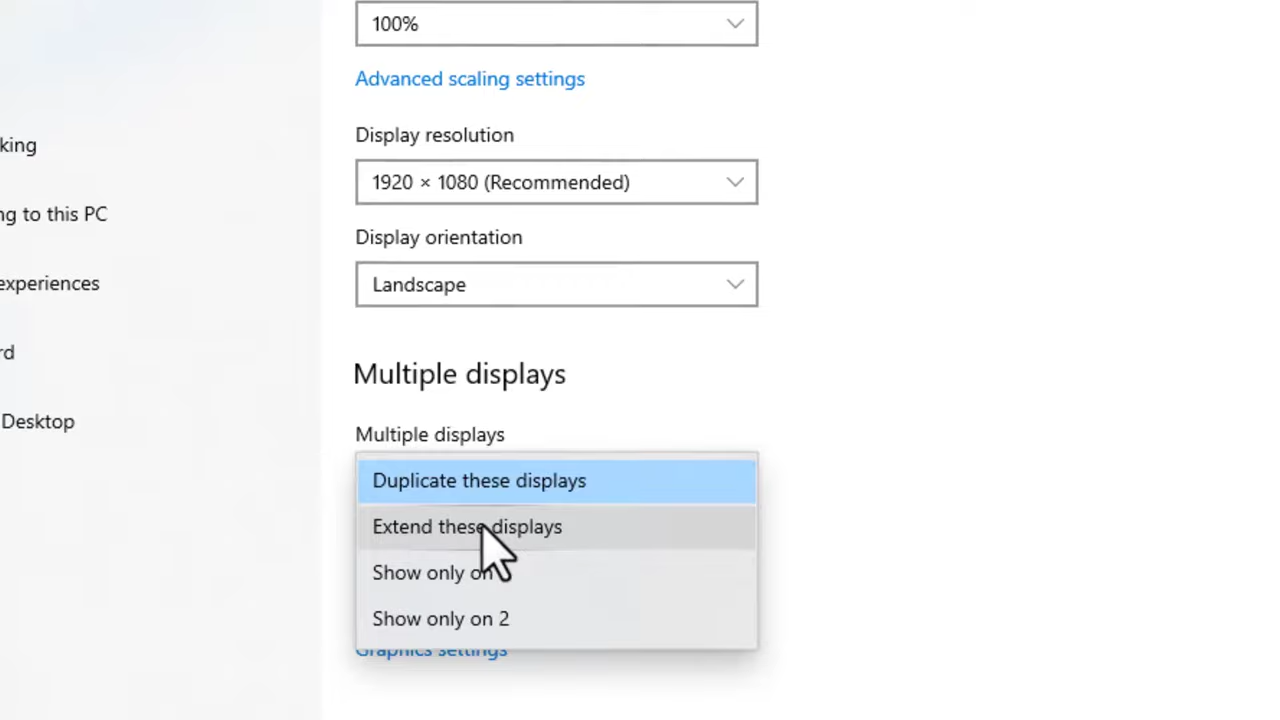 100%
Advanced scaling settings
Display resolution
king
1920 × 1080 (Recommended)
ng to this PC
Display orientation
experiences
Landscape
rd
Multiple displays
Desktop
Multiple displays
Duplicate these displays
Extend these displays
Show only on
Show only on 2
Graphics settings